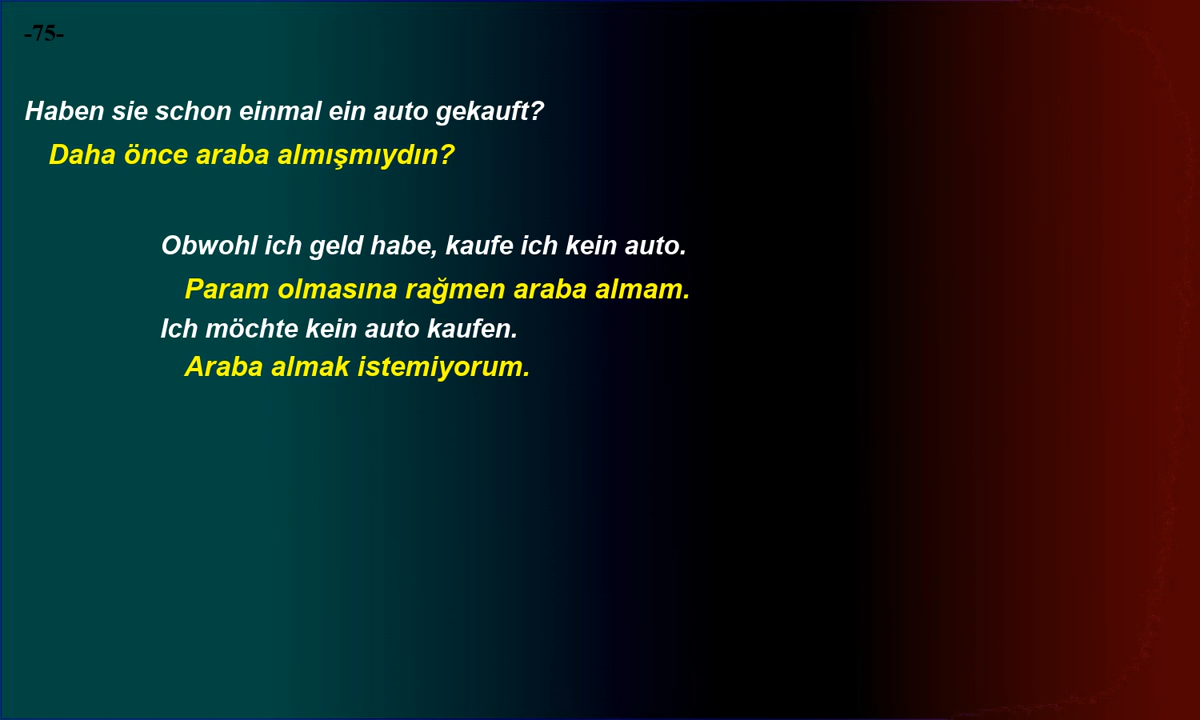 -75-
Haben sie schon einmal ein auto gekauft?
Daha önce araba almışmıydın?
Obwohl ich geld habe, kaufe ich kein auto.
Param olmasına rağmen araba almam.
Ich möchte kein auto kaufen.
Araba almak istemiyorum.